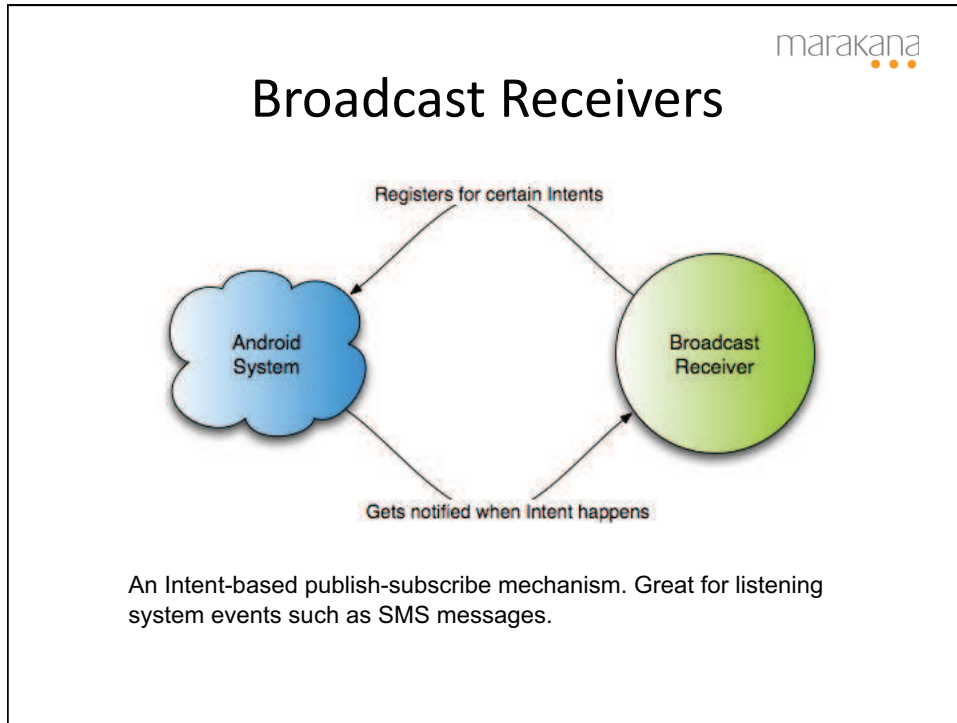 marakana
Broadcast Receivers
Registers for certain Intents
Android
System
Broadcast
Receiver
Gets notified when Intent happens
An Intent-based publish-subscribe mechanism. Great for listening
system events such as SMS messages.